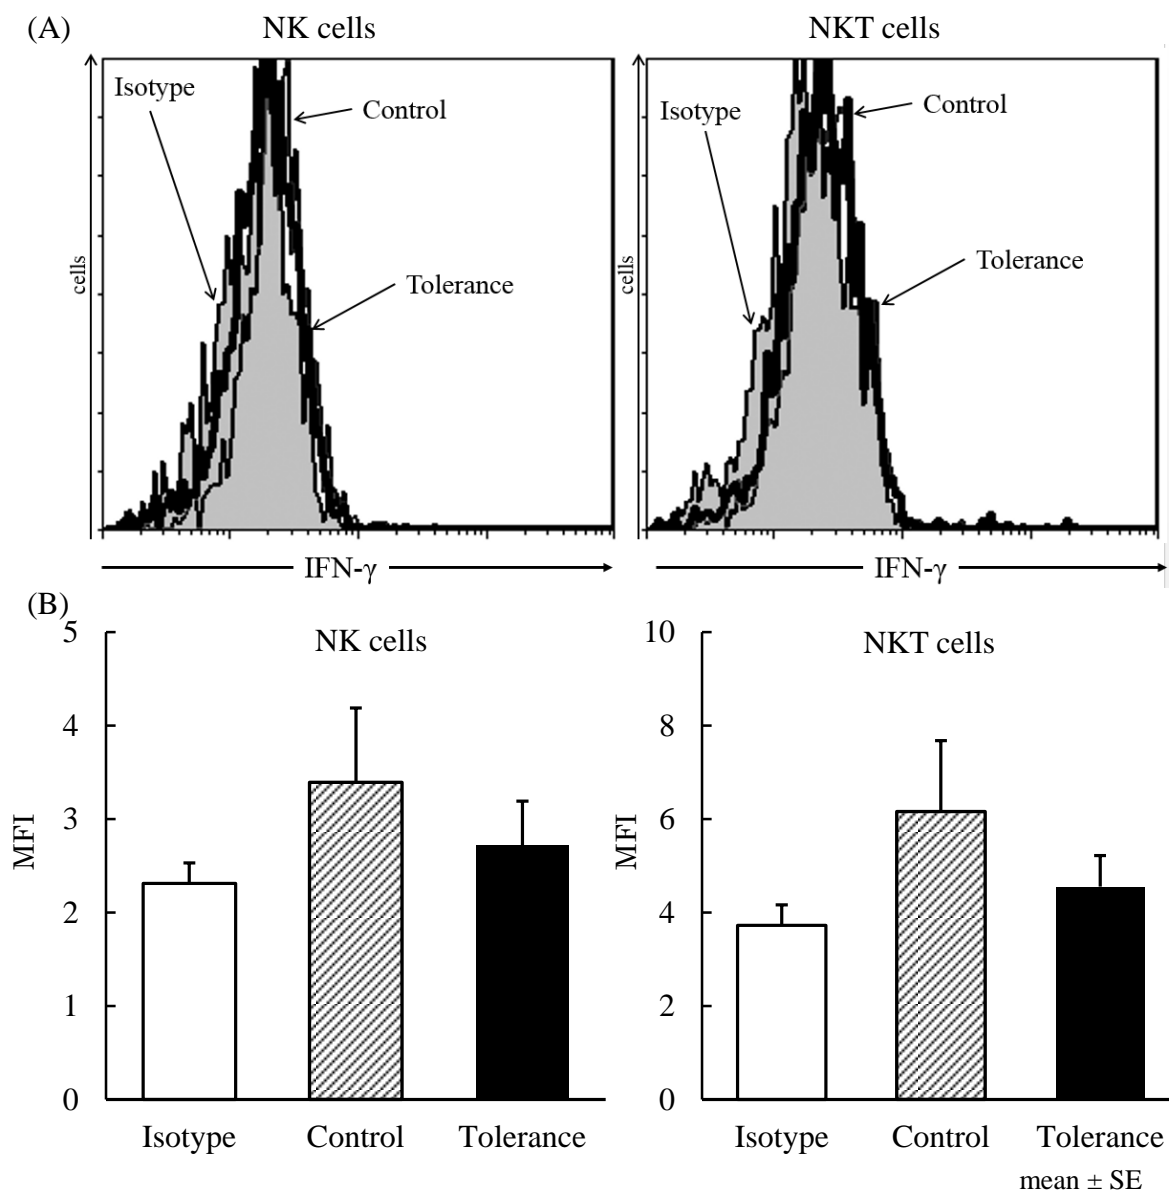 (A)
NK cells
NKT cells
Isotype
Control
Tolerance
cells
IFN-γ
Isotype
Control
Tolerance
cells
IFN-γ
(B)
NK cells
5
4
3
2
1
0
MFI
Isotype Control Tolerance
NKT cells
10
8
6
4
2
0
MFI
Isotype Control Tolerance
mean ± SE